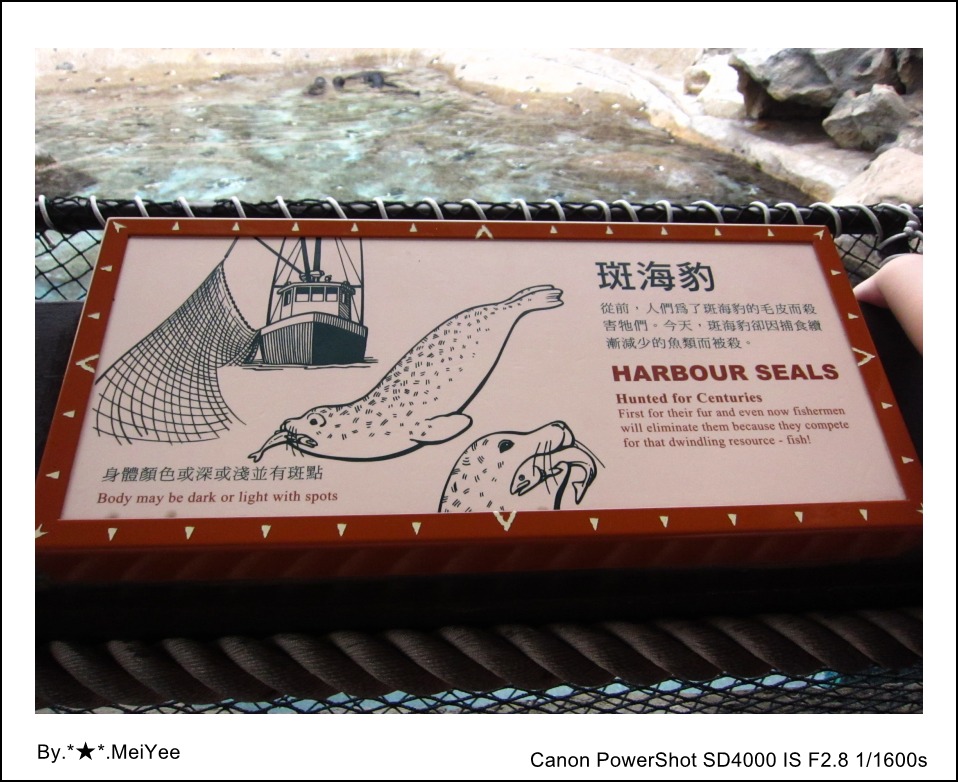 斑海豹
從前，人們爲了斑海豹的毛皮而殺
害牠們。今天，斑海豹卻因捕食繼
漸減少的魚類而被殺。
HARBOUR SEALS
Hunted for Centuries
First for their fur and even now fishermen
will eliminate them because they compete
for that dwindling resource - fish!
身體顏色或深或淺並有斑點
Body may be dark or light with spots
By.*★*.MeiYee
Canon PowerShot SD4000 IS F2.8 1/1600s